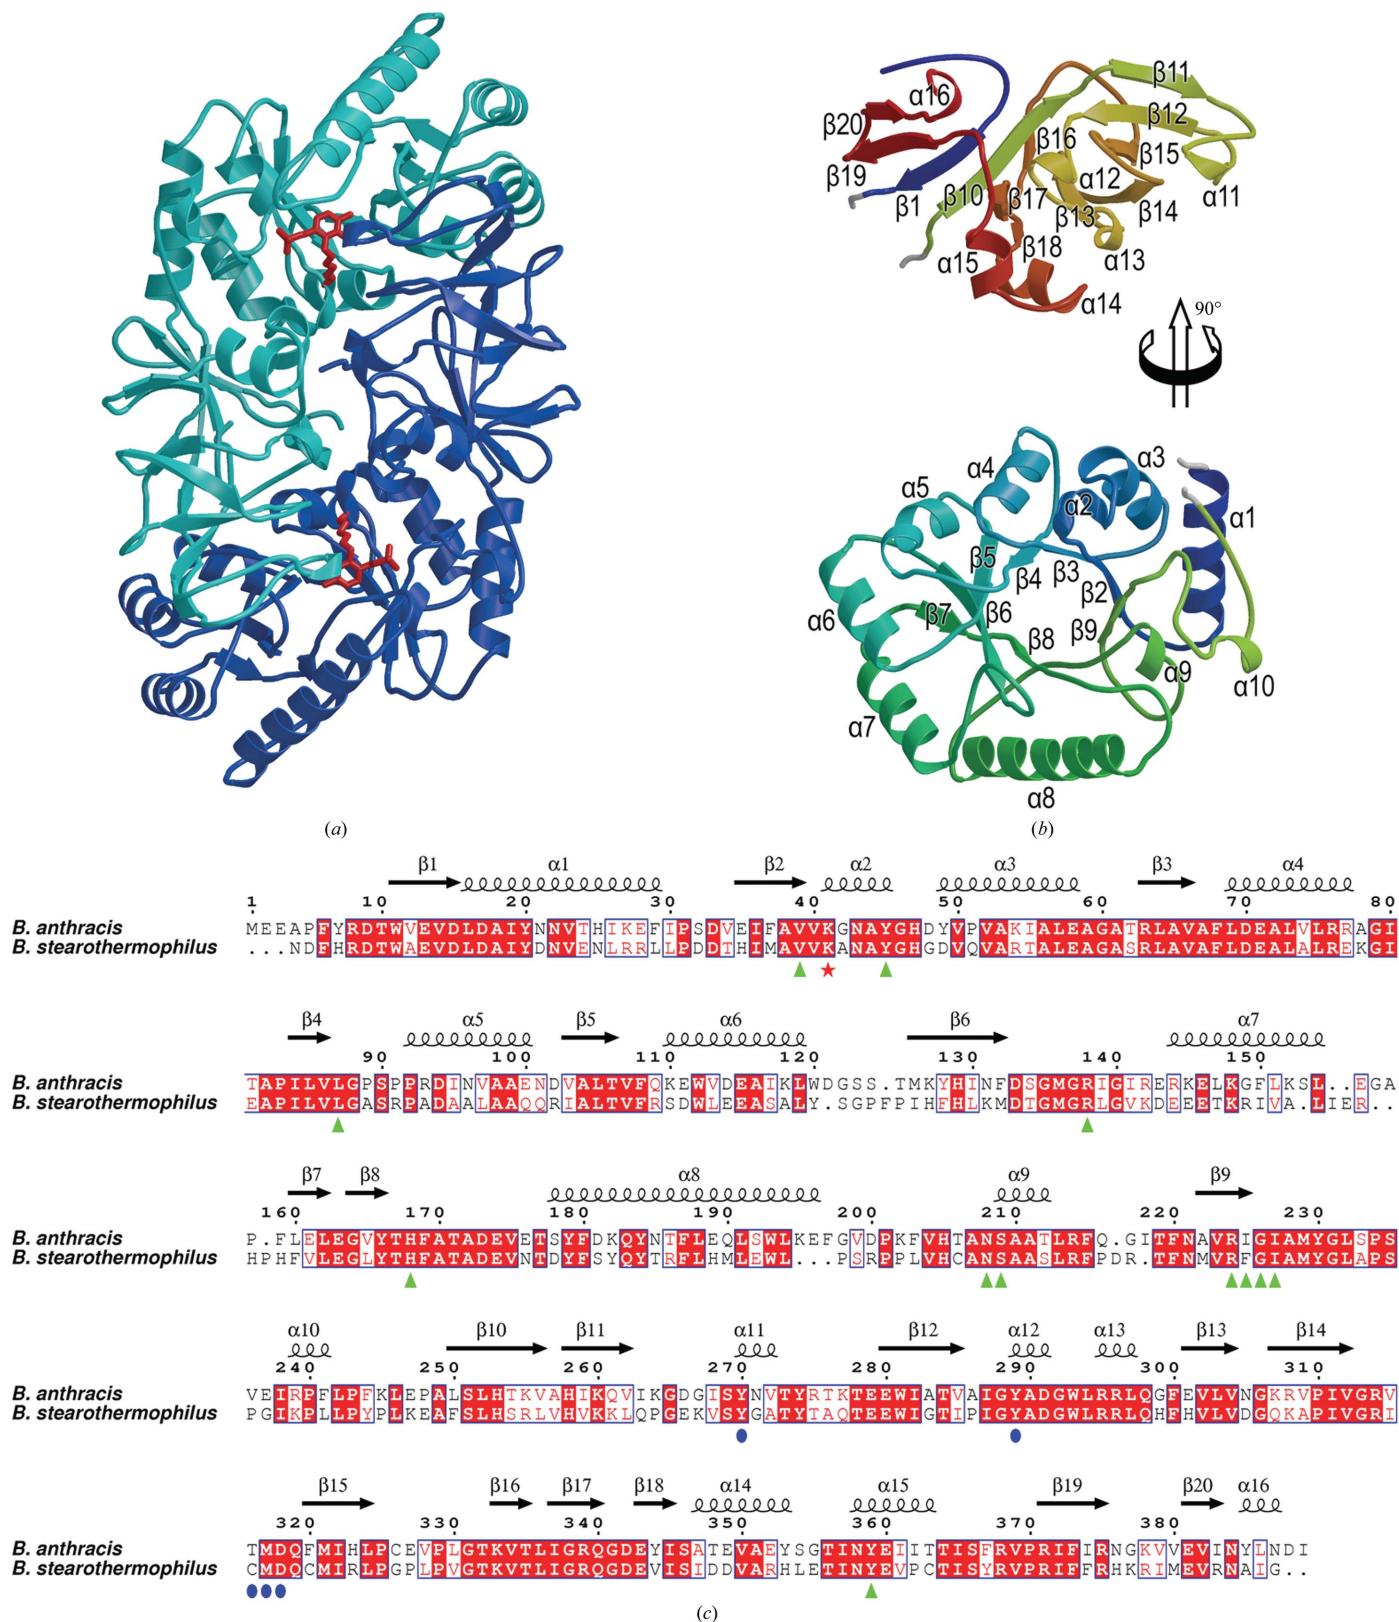 α16
β11
β20
β12
β16
β15
β19
α12
β1
β10
β17
β13
β14
α11
α15
β18
α13
α14
90°
α4
α3
α5
α2
α1
β5
β4
β3
β2
α6
β7
β6
β8
β9
α9
α10
α7
α8
(a)
(b)
β1 α1 β2 α2 α3 β3 α4
1 10 20 30 40 50 60 70 80
B. anthracis MEEAPFYRDTWVEVDLDAIYNNVTHIKEFIPSDVEIFAVVKGNAYGHDYVPVAKIALEAGATRLAVAFLDEALVLRRAGI
B. stearothermophilus ...NDFHRDTWAEVDLDAIYDNVENLRRLLPDDTHIMAVVKANAYGHGDVQVARTALEAGASRLAVAFLDEALALREKGI
β4 α5 β5 α6 β6 α7
90 100 110 120 130 140 150
B. anthracis TAPILVLGPSPPRDINVAAENDVALTVFQKEWVDEAIKLWDGSS.TMKYHINFDSGMGRIGIRERKELKGFLKSL..EGA
B. stearothermophilus EAPILVLGASRPADAALAAQQRIALTVFRSDWLEEASALY.SGPFPIHFHLKMDTGMGRLGVKDEEETKRIVA.LIER..
β7 β8 α8 α9 β9
160 170 180 190 200 210 220 230
B. anthracis P.FLELEGVYTHFATADEVETSYFDKQYNTFLEQLSWLKEFGVDPKFVHTANSAATLRFQ.GITFNAVRIGIAMYGLSPS
B. stearothermophilus HPHFVLEGLYTHFATADEVNTDYFSYQYTRFLHMLEWL...PSRPPLVHCANSAASLRFPDR.TFNMVRFGIAMYGLAPS
α10 β10 β11 α11 β12 α12 α13 β13 β14
240 250 260 270 280 290 300 310
B. anthracis VEIRPFLPFKLEPALSLHTKVAHIKQVIKGDGISYNVTYRTKTEEWIATVAIGYADGWLRRLQGFEVLVNGKRVPIVGRV
B. stearothermophilus PGIKPLLPYPLKEAFSLHSRLVHVKKLQPGEKVSYGATYTAQTEEWIGTIPIGYADGWLRRLQHFHVLVDGQKAPIVGRI
β15 β16 β17 β18 α14 α15 β19 β20 α16
320 330 340 350 360 370 380
B. anthracis TMDQFMIHLPCEVPLGTKVTLIGRQGDEYISATEVAEYSGTINYEIITTISFRVPRIFIRNGKVVEVINYLNDI
B. stearothermophilus CMDQCMIRLPGPLPVGTKVTLIGRQGDEVISIDDVARHLETINYEVPCTISYRVPRIFFRHKRIMEVRNAIG..
(c)